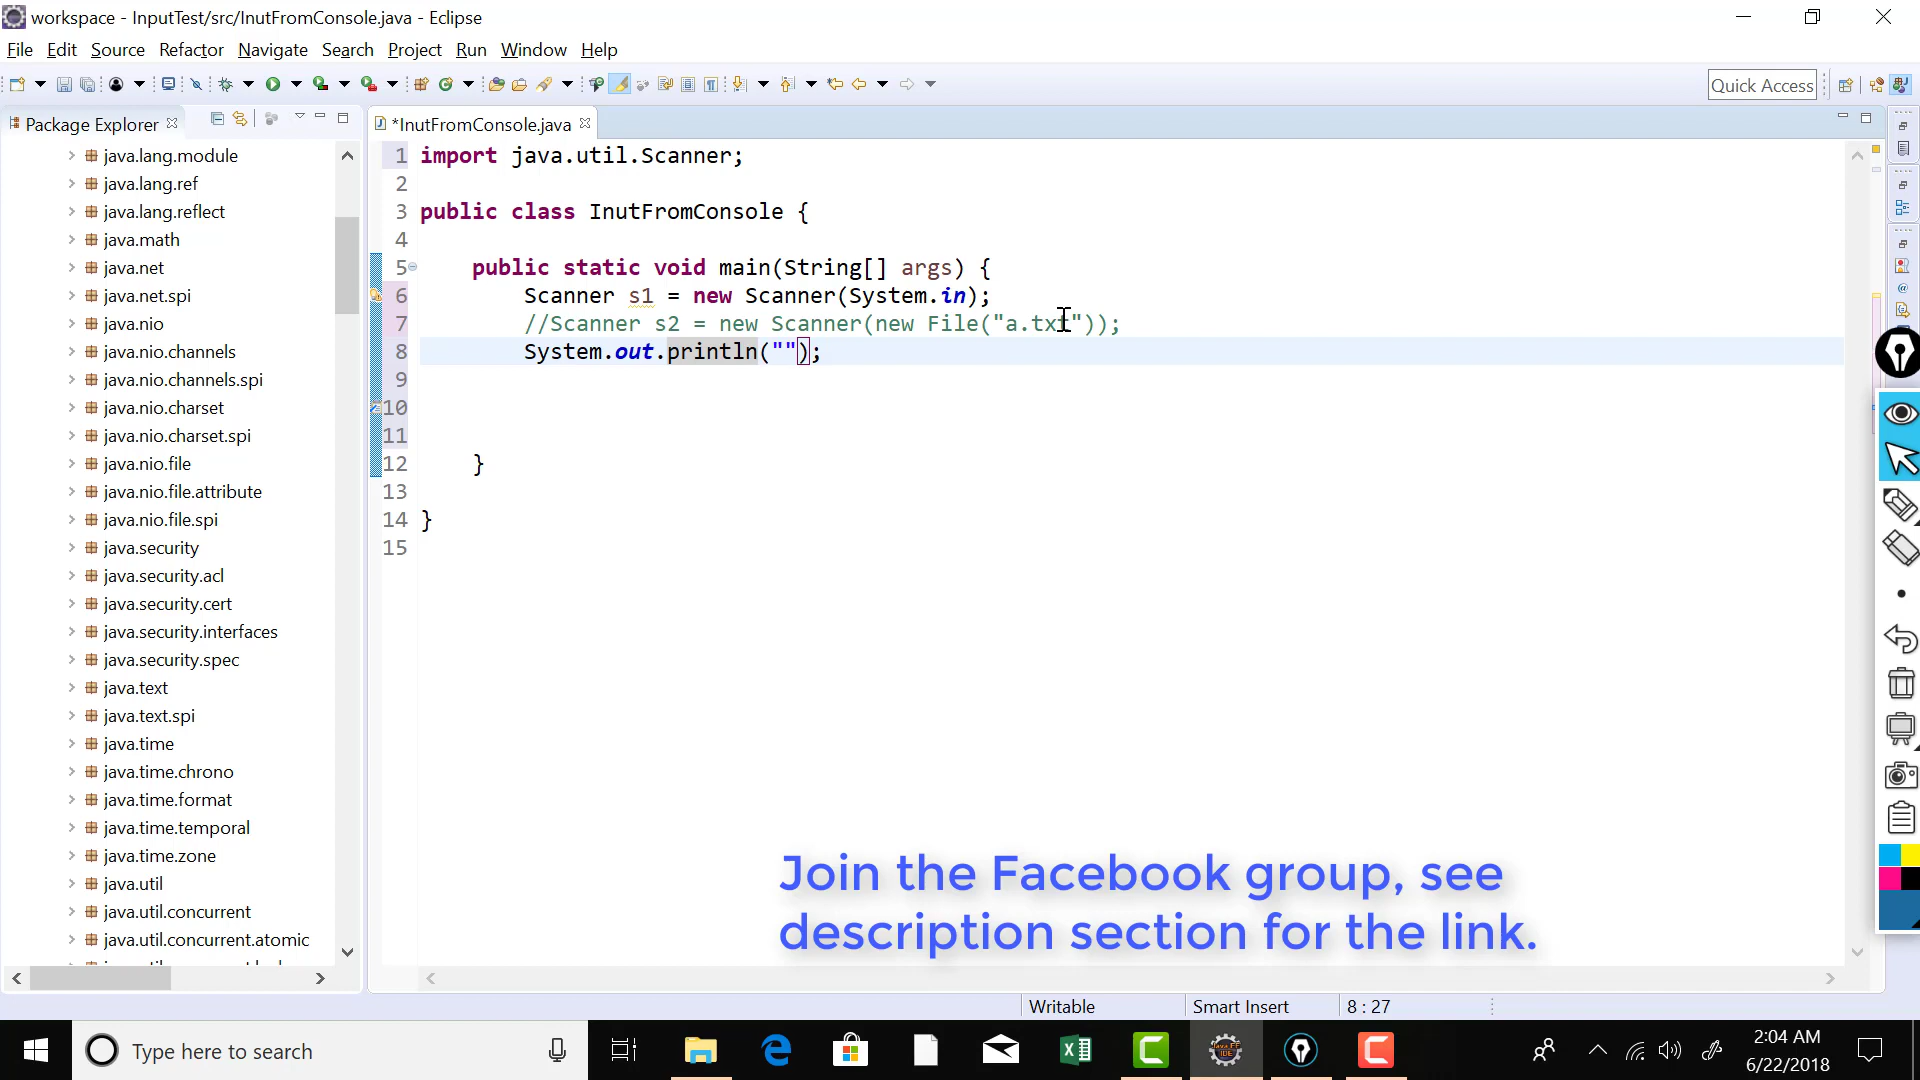 workspace - InputTest/src/InutFromConsole.java - Eclipse
File Edit Source Refactor Navigate Search Project Run Window Help
Quick Access
Package Explorer
*InutFromConsole.java
java.lang.module
java.lang.ref
java.lang.reflect
java.math
java.net
java.net.spi
java.nio
java.nio.channels
java.nio.channels.spi
java.nio.charset
java.nio.charset.spi
java.nio.file
java.nio.file.attribute
java.nio.file.spi
java.security
java.security.acl
java.security.cert
java.security.interfaces
java.security.spec
java.text
java.text.spi
java.time
java.time.chrono
java.time.format
java.time.temporal
java.time.zone
java.util
java.util.concurrent
java.util.concurrent.atomic
1 import java.util.Scanner;
2
3 public class InutFromConsole {
4
5 public static void main(String[] args) {
6 Scanner s1 = new Scanner(System.in);
7 //Scanner s2 = new Scanner(new File("a.txt"));
8 System.out.println("");
9
10
11
12 }
13
14 }
15
Join the Facebook group, see
description section for the link.
Writable Smart Insert 8 : 27
Type here to search
2:04 AM
6/22/2018